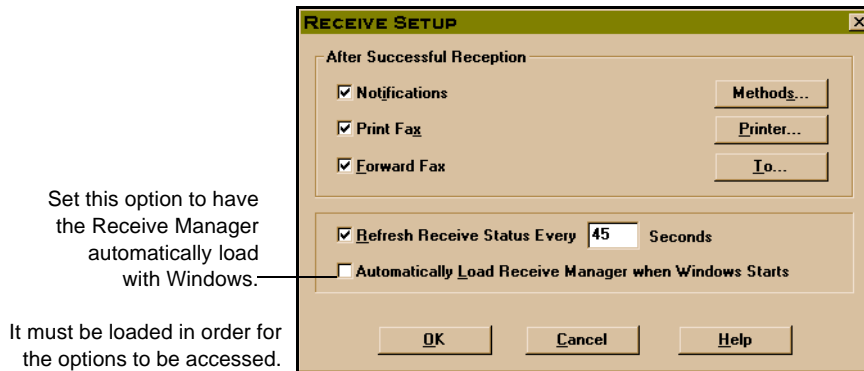 RECEIVE SETUP
After Successful Reception
Notifications
Methods...
Print Fax
Printer...
Forward Fax
To...
Set this option to have
the Receive Manager
automatically load
with Windows.
Refresh Receive Status Every 45 Seconds
Automatically Load Receive Manager when Windows Starts
It must be loaded in order for
the options to be accessed.
OK
Cancel
Help